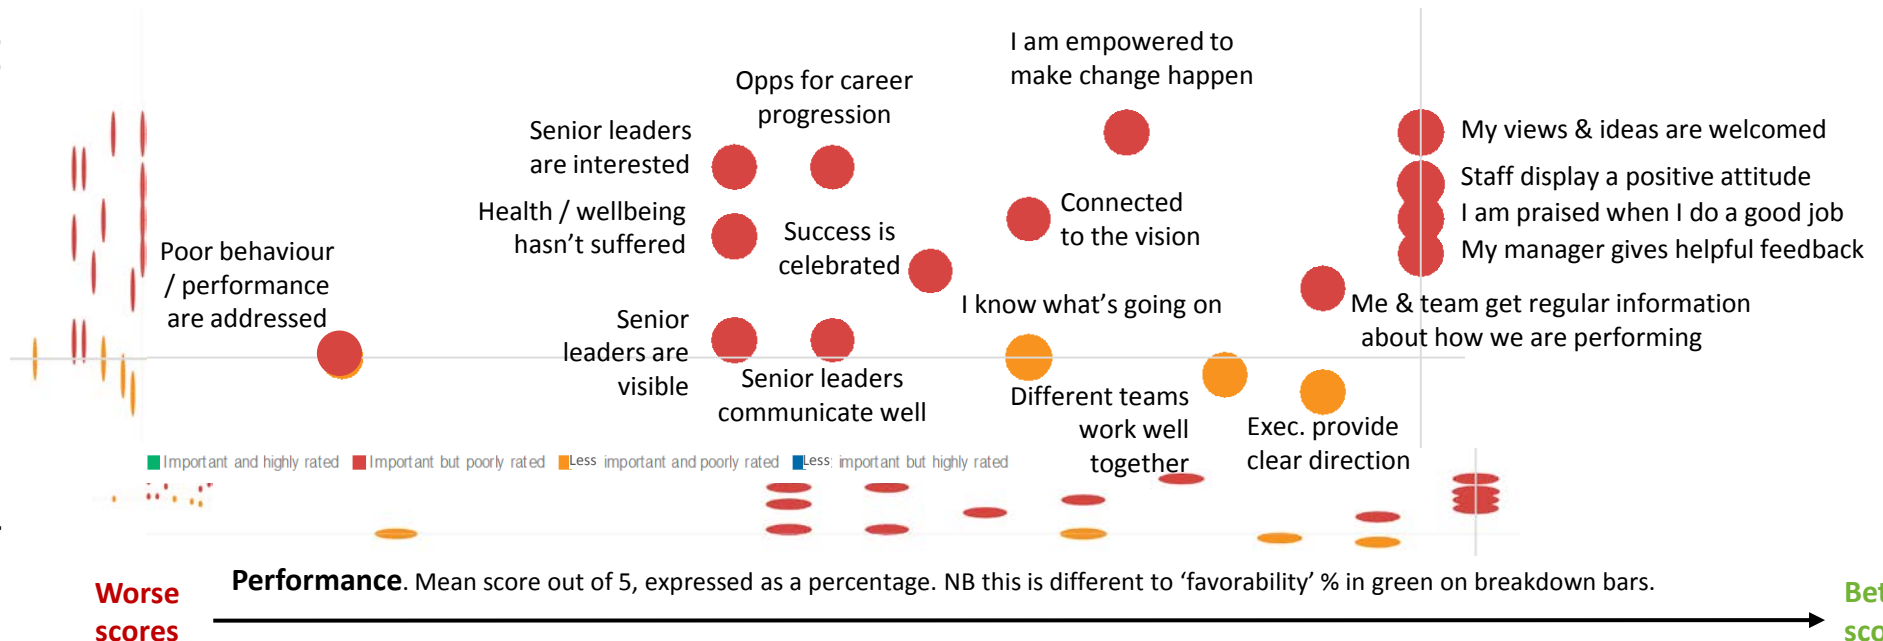 I am empowered to
make change happen
Opps for career
progression
Senior leaders
are interested
My views & ideas are welcomed
Staff display a positive attitude
I am praised when I do a good job
My manager gives helpful feedback
Health / wellbeing
hasn't suffered
Success is
celebrated
Connected
to the vision
Poor behaviour
/ performance
are addressed
I know what's going on
Me & team get regular information
about how we are performing
Senior
leaders are
visible
Senior leaders
communicate well
Different teams
work well
together
Exec. provide
clear direction
Important and highly rated Important but poorly rated Less important and poorly rated Less important but highly rated
Worse
scores
Performance. Mean score out of 5, expressed as a percentage. NB this is different to 'favorability' % in green on breakdown bars.